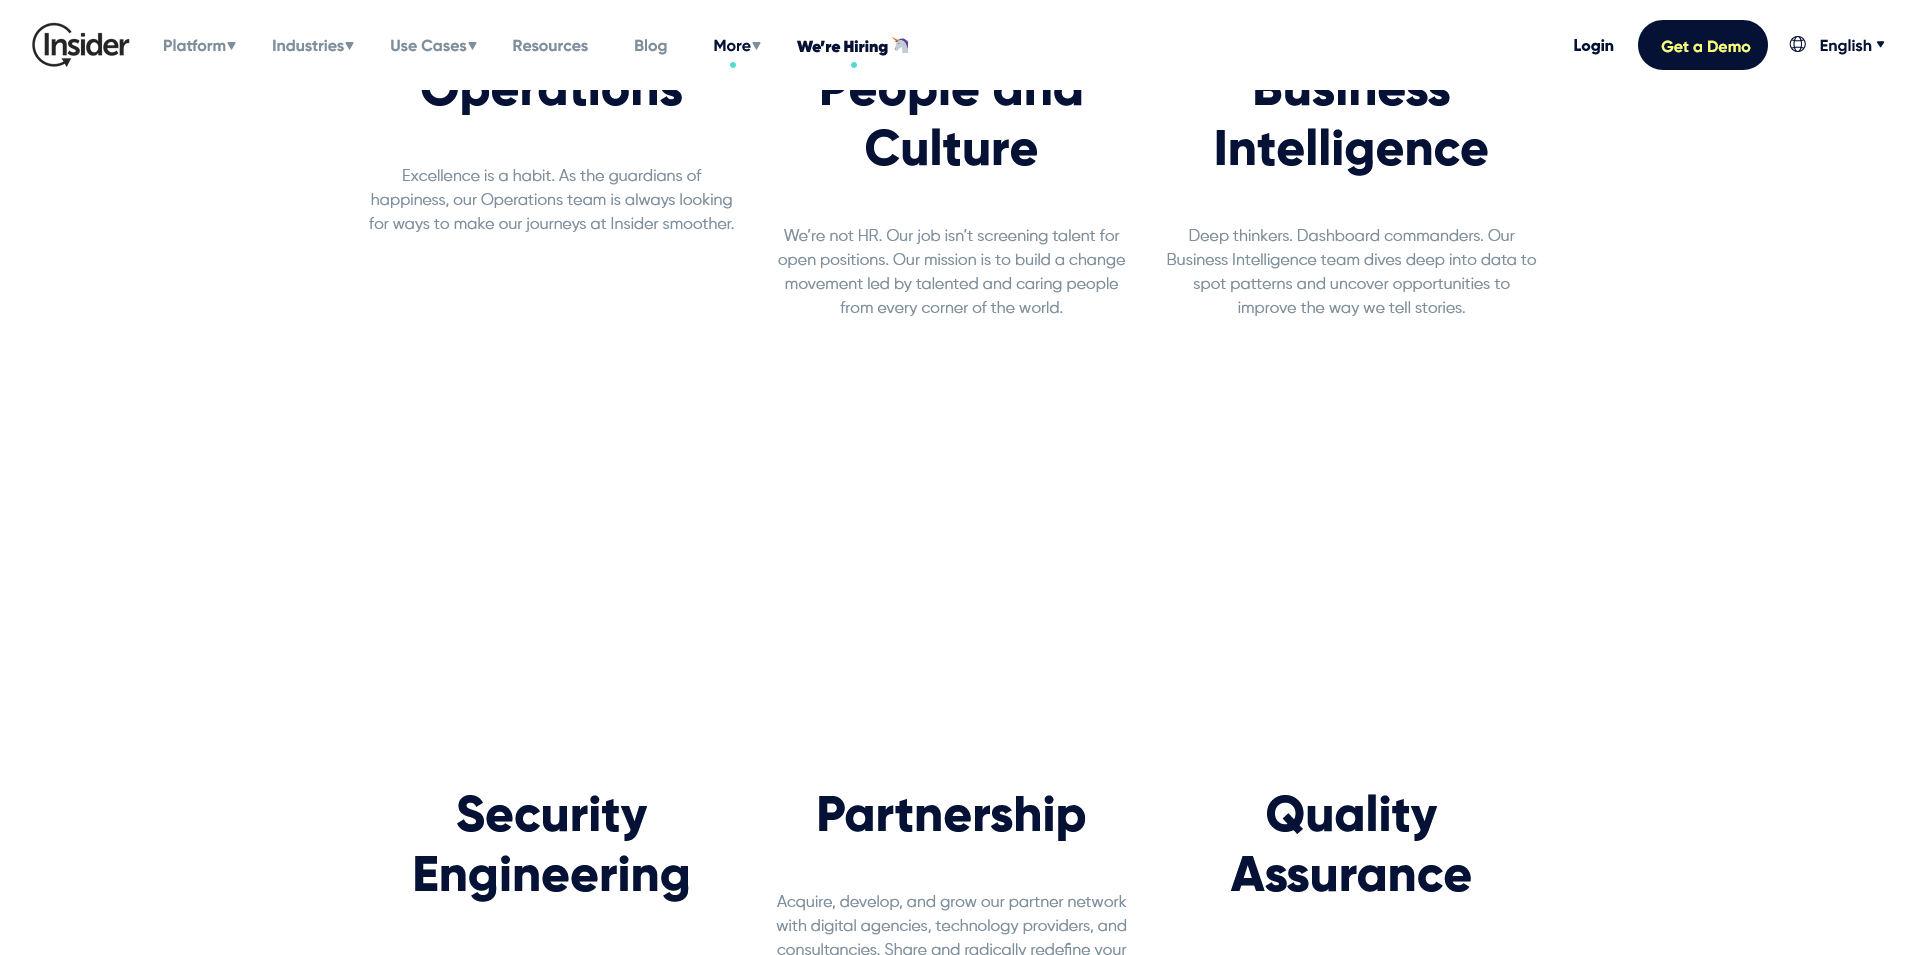 Insider
Platform
Industries
Use Cases
Resources
Blog
More
We're Hiring
Login
Get a Demo
English
Operations
Excellence is a habit. As the guardians of
happiness, our Operations team is always looking
for ways to make our journeys at Insider smoother.
People and
Culture
We're not HR. Our job isn't screening talent for
open positions. Our mission is to build a change
movement led by talented and caring people
from every corner of the world.
Business
Intelligence
Deep thinkers. Dashboard commanders. Our
Business Intelligence team dives deep into data to
spot patterns and uncover opportunities to
improve the way we tell stories.
Security
Engineering
Partnership
Acquire, develop, and grow our partner network
with digital agencies, technology providers, and
consultancies. Share and radically redefine your
Quality
Assurance